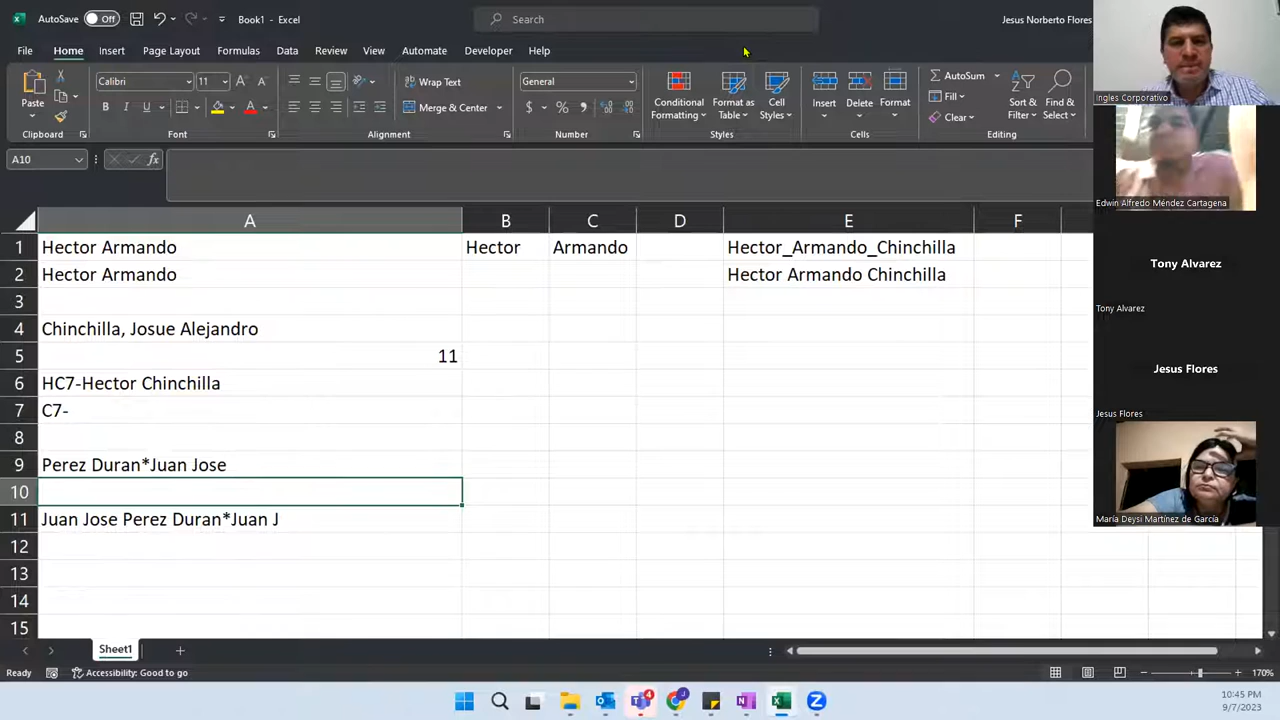 AutoSave Off Book1 - Excel Search Jesus Norberto Flores
File Home Insert Page Layout Formulas Data Review View Automate Developer Help
Paste Calibri 11 Wrap Text General Conditional Formatting Format as Table Cell Styles Insert Delete Format AutoSum Sort & Filter Find & Select
B I U Merge & Center $ % Fill
Clear
Clipboard Font Alignment Number Styles Cells Editing
A10 fx
A B C D E F
1 Hector Armando Hector Armando Hector_Armando_Chinchilla
2 Hector Armando Hector Armando Chinchilla
3
4 Chinchilla, Josue Alejandro
5 11
6 HC7-Hector Chinchilla
7 C7-
8
9 Perez Duran*Juan Jose
10
11 Juan Jose Perez Duran*Juan J
12
13
14
15
Sheet1
Ready Accessibility: Good to go 170%
4
10:45 PM
9/7/2023
Ingles Corporativo
Edwin Alfredo Méndez Cartagena
Tony Alvarez
Tony Alvarez
Jesus Flores
Jesus Flores
María Deysi Martínez de García